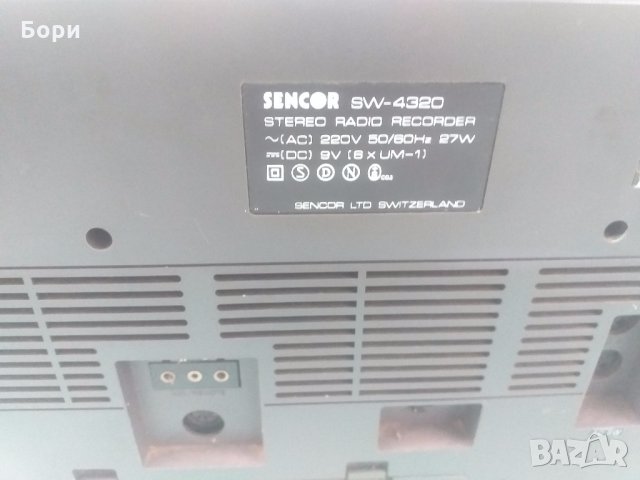 Бори
SENCOR SW-4320
STEREO RADIO RECORDER
~(AC) 220V 50/60Hz 27W
(DC) 9V (6 x UM-1)
S D N
SENCOR LTD SWITZERLAND
BAZAR